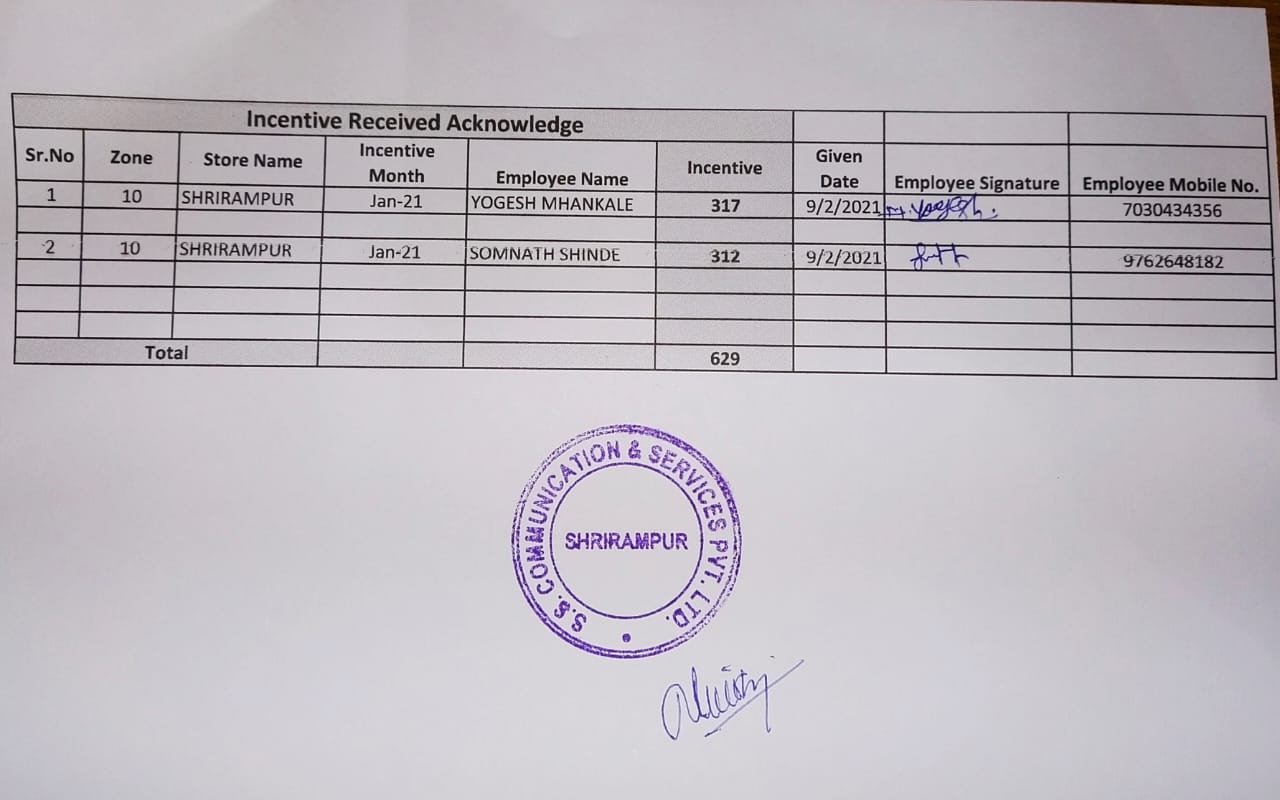 Incentive Received Acknowledge
Sr.No Zone Store Name Incentive Month Employee Name Incentive Given Date Employee Signature Employee Mobile No.
1 10 SHRIRAMPUR Jan-21 YOGESH MHANKALE 317 9/2/2021 M. Yogesh. 7030434356
2 10 SHRIRAMPUR Jan-21 SOMNATH SHINDE 312 9/2/2021 9762648182
Total 629
S.S. COMMUNICATION & SERVICES PVT. LTD.
SHRIRAMPUR